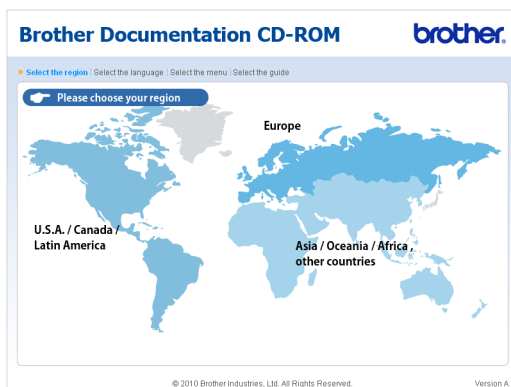 Brother Documentation CD-ROM
brother.
Select the region | Select the language | Select the menu | Select the guide
Please choose your region
Europe
U.S.A. / Canada /
Latin America
Asia / Oceania / Africa ,
other countries
© 2010 Brother Industries, Ltd. All Rights Reserved.
Version A